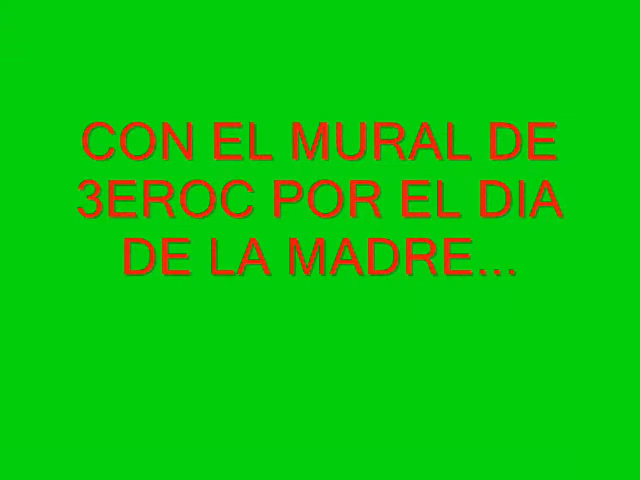 CON EL MURAL DE
3EROC POR EL DIA
DE LA MADRE...